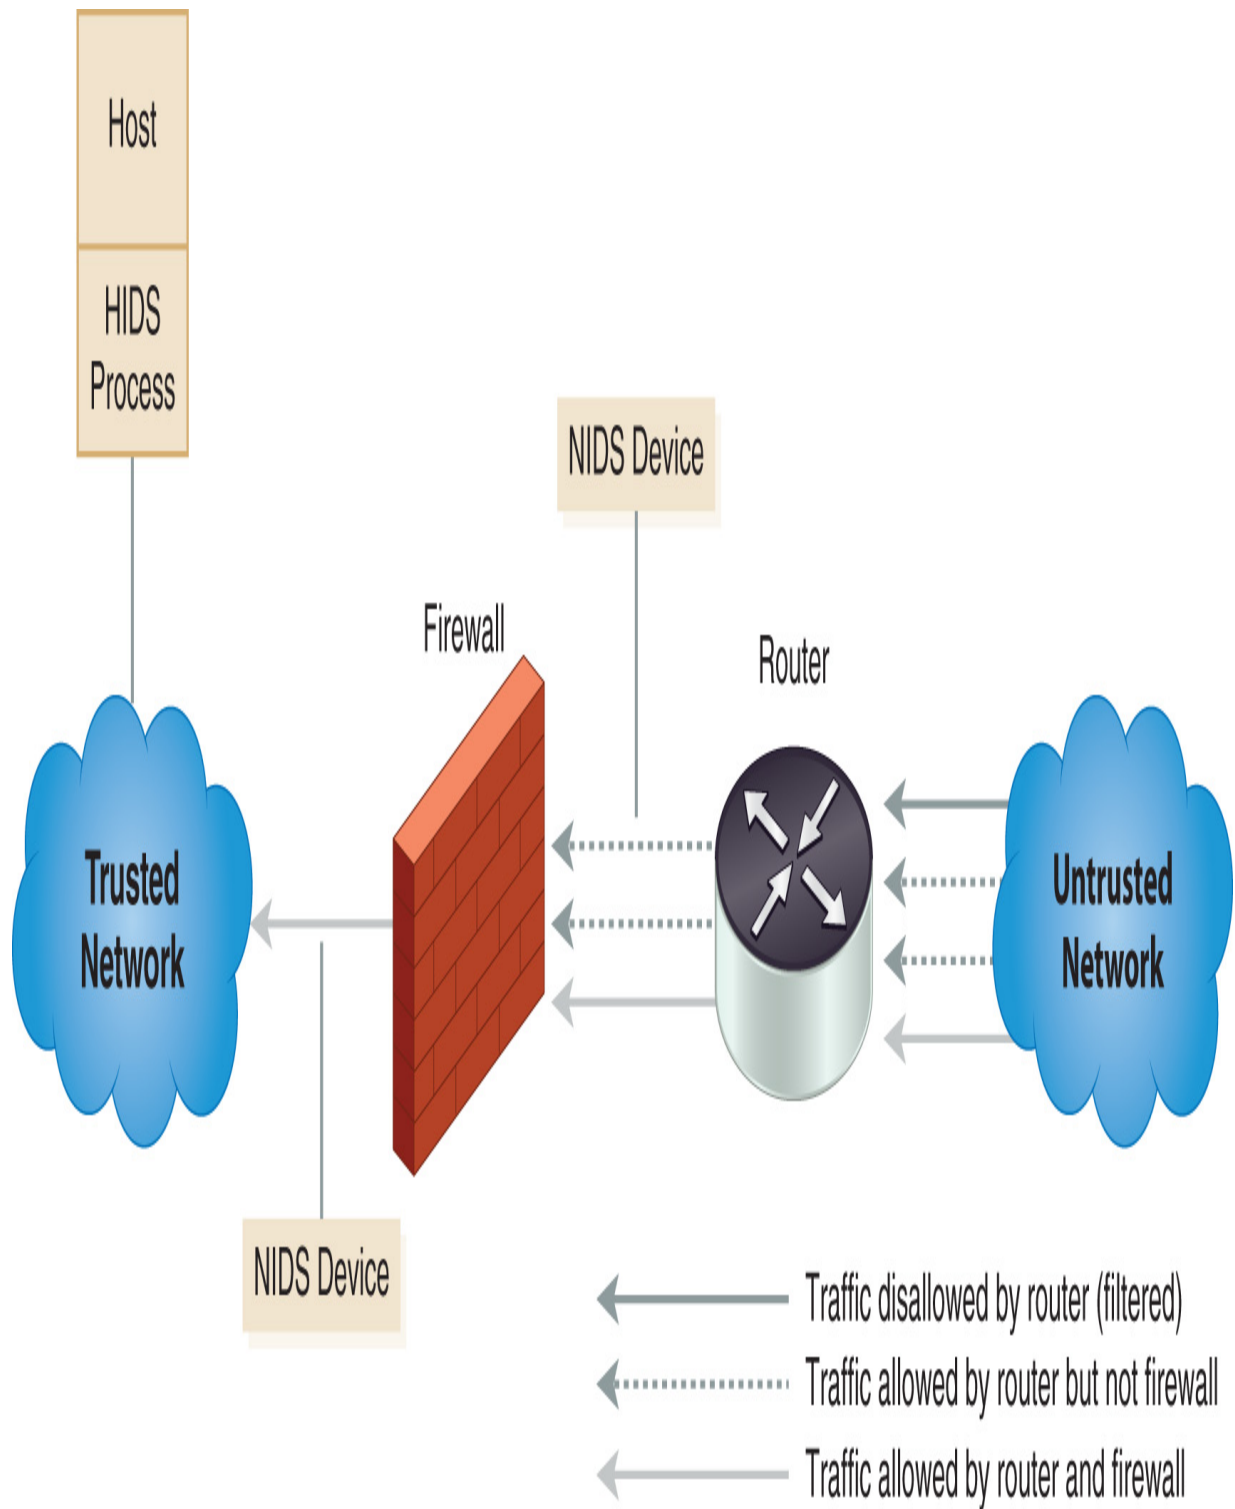 Host
HIDS
Process
NIDS Device
Firewall
Router
Trusted
Network
Untrusted
Network
NIDS Device
Traffic disallowed by router (filtered)
Traffic allowed by router but not firewall
Traffic allowed by router and firewall